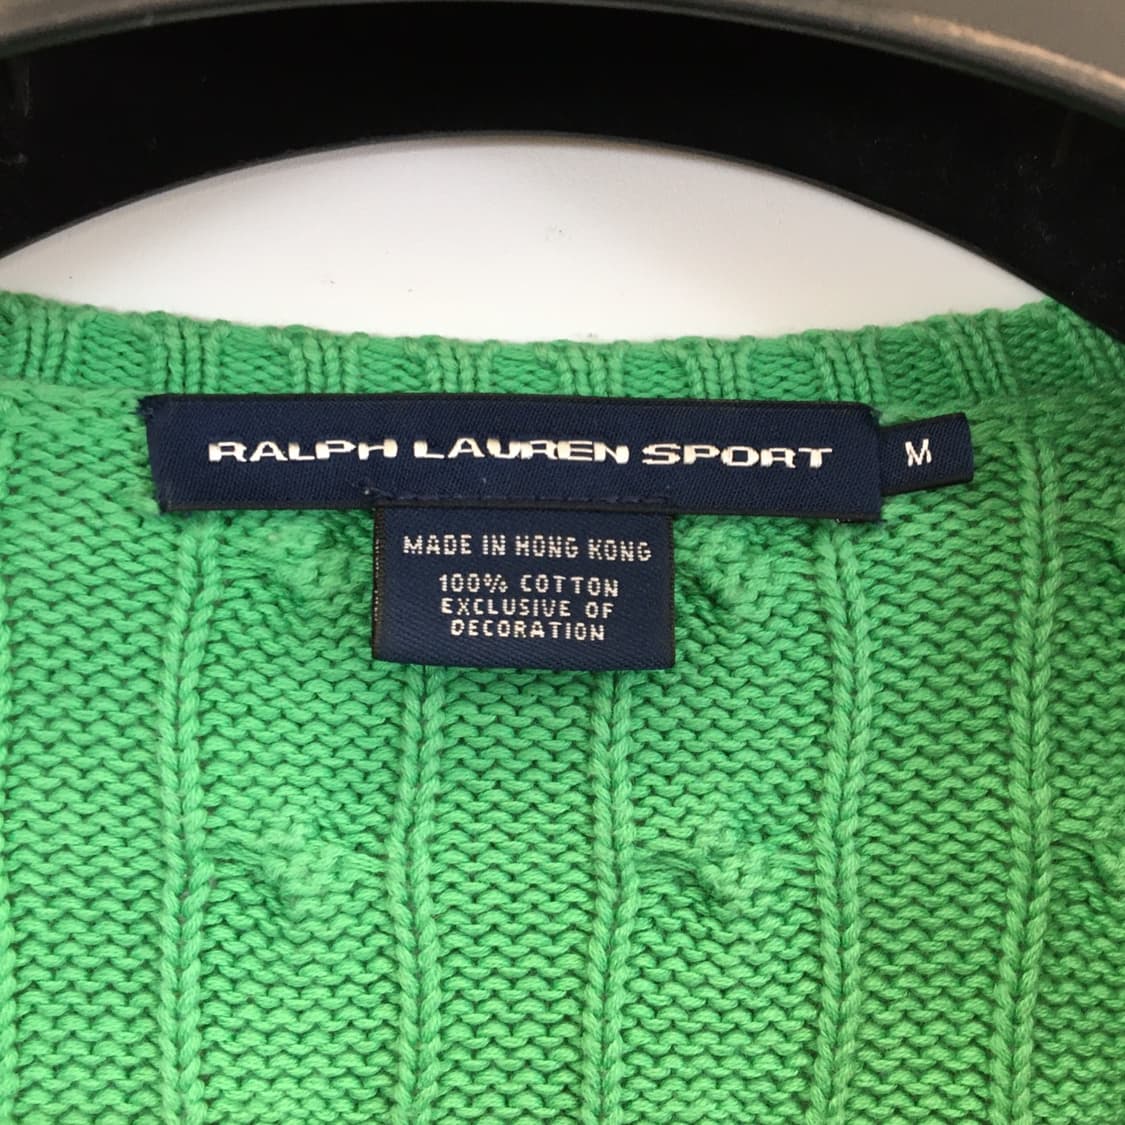 RALPH LAUREN SPORT
M
MADE IN HONG KONG
100% COTTON
EXCLUSIVE OF
DECORATION